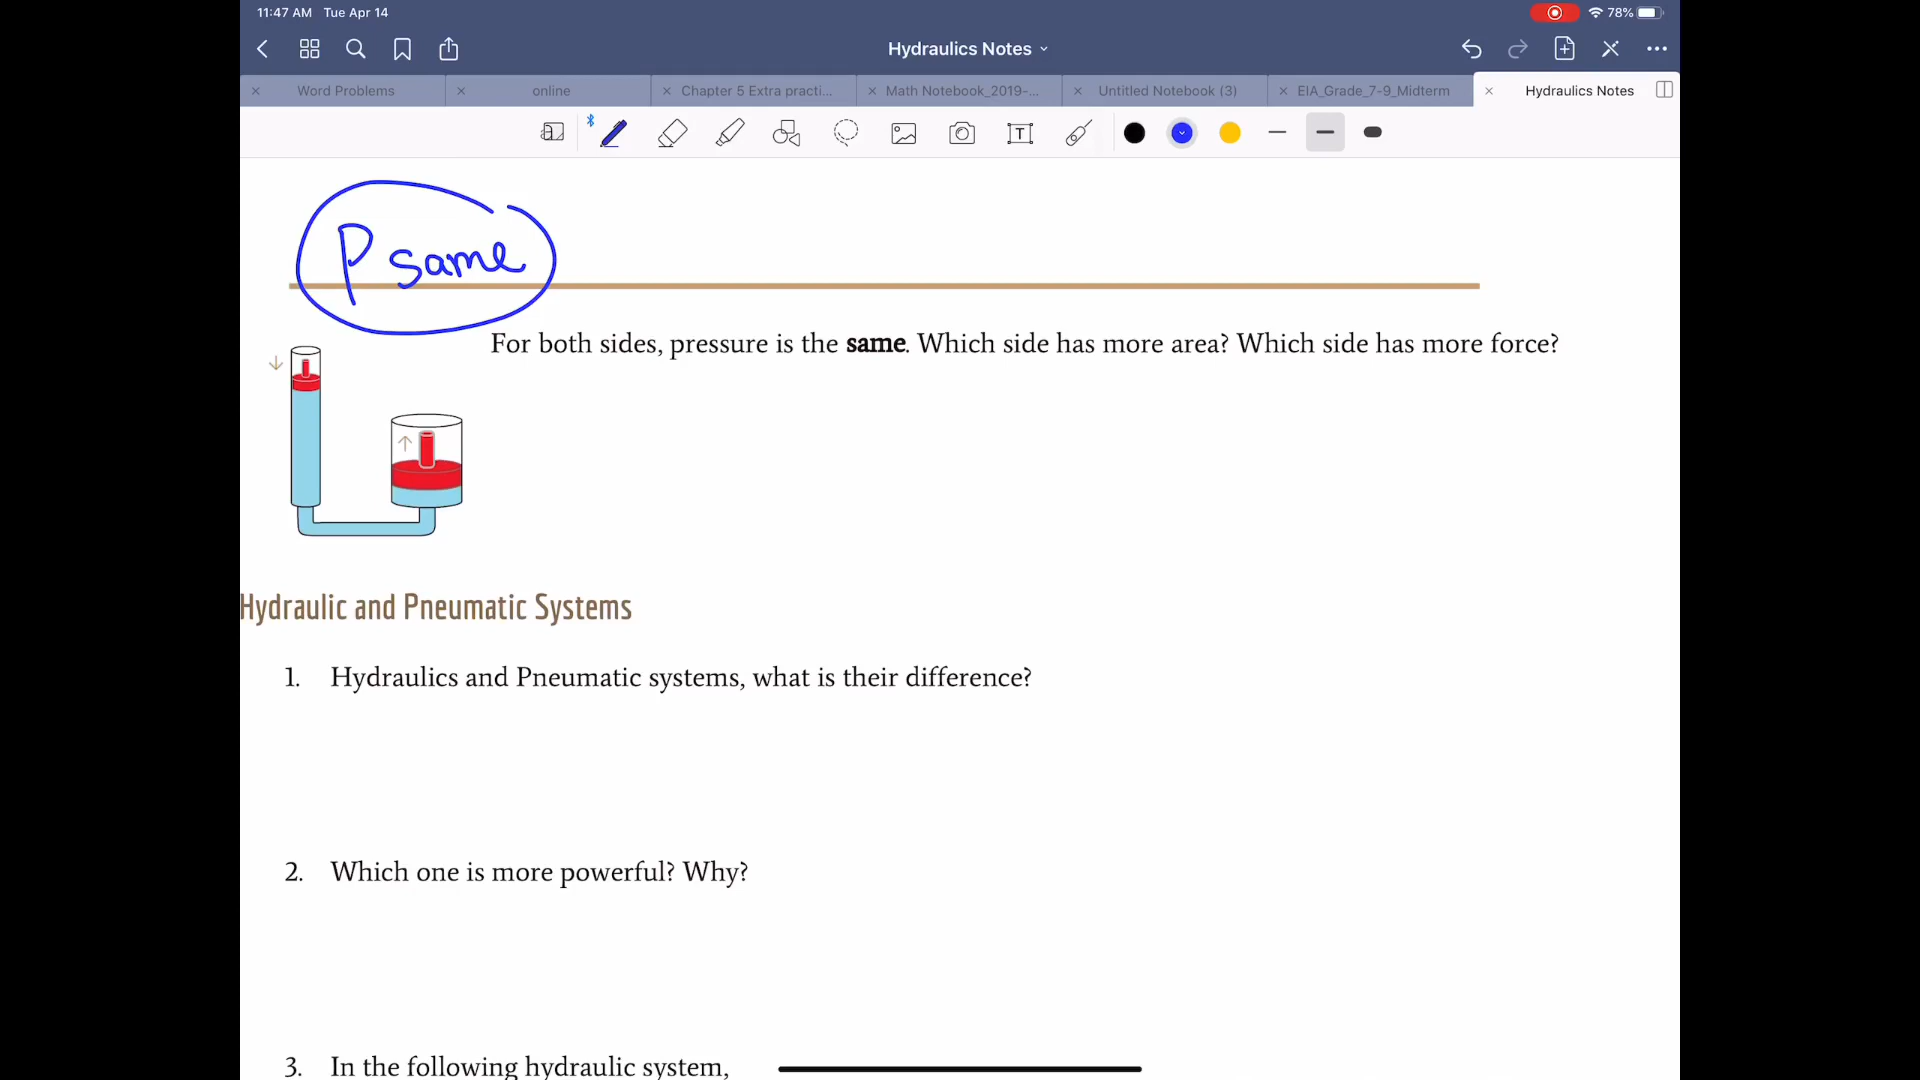 11:47 AM Tue Apr 14
78%
Hydraulics Notes
Word Problems
online
Chapter 5 Extra practi...
Math Notebook_2019-...
Untitled Notebook (3)
EIA_Grade_7-9_Midterm
Hydraulics Notes
P same
For both sides, pressure is the same. Which side has more area? Which side has more force?
Hydraulic and Pneumatic Systems
1. Hydraulics and Pneumatic systems, what is their difference?
2. Which one is more powerful? Why?
3. In the following hydraulic system,